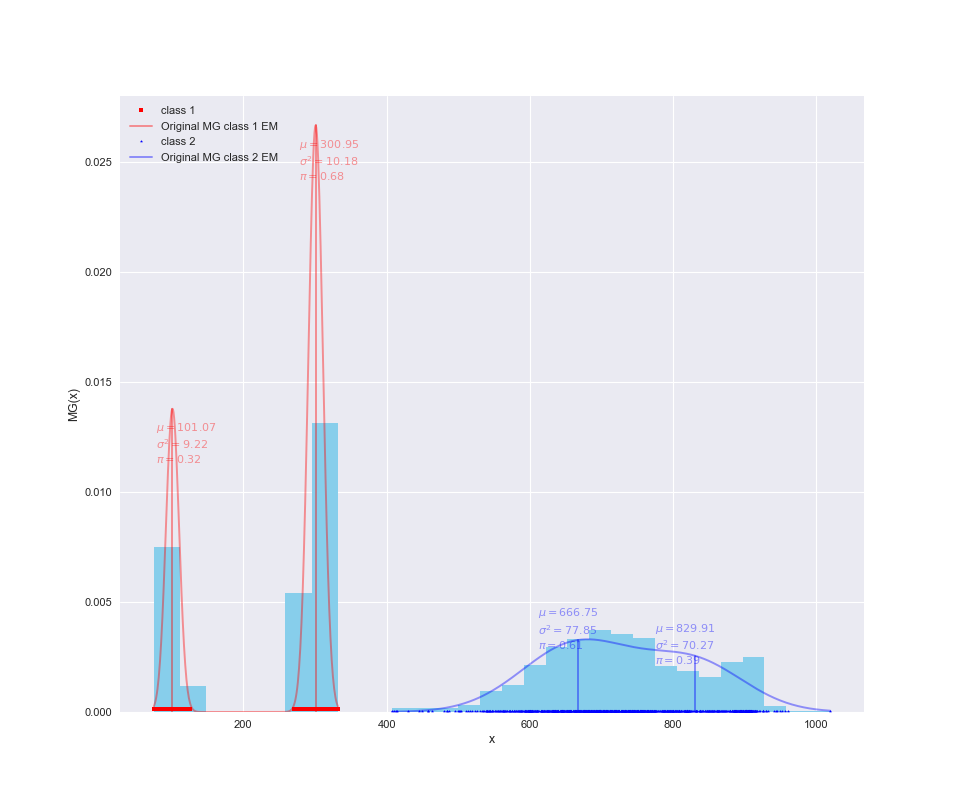 class 1
Original MG class 1 EM
class 2
Original MG class 2 EM
μ = 300.95
σ² = 10.18
π = 0.68
μ = 101.07
σ² = 9.22
π = 0.32
μ = 666.75
σ² = 77.85
π = 0.61
μ = 829.91
σ² = 70.27
π = 0.39
0.025
0.020
0.015
0.010
0.005
0.000
MG(x)
200 400 600 800 1000
x